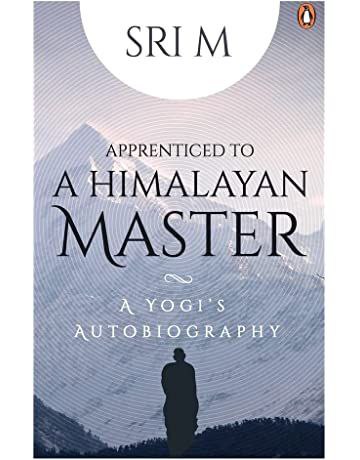 SRI M
APPRENTICED TO
A HIMALAYAN
MASTER
A YOGI'S
AUTOBIOGRAPHY